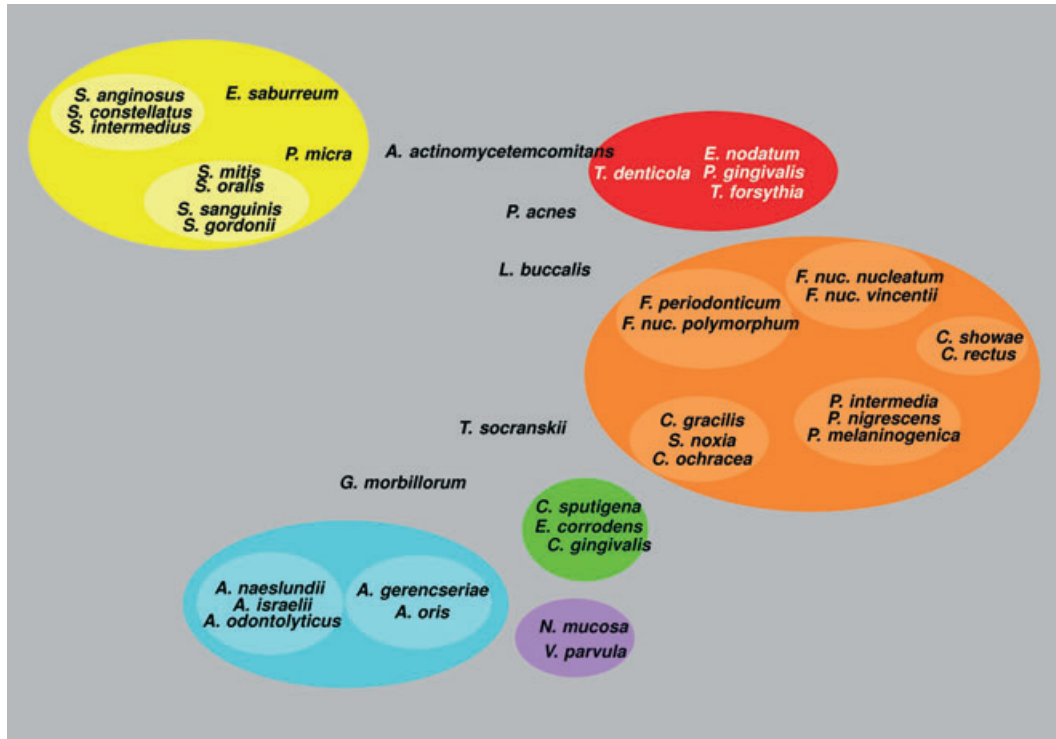 S. anginosus
S. constellatus
S. intermedius
E. saburreum
P. micra
S. mitis
S. oralis
S. sanguinis
S. gordonii
A. actinomycetemcomitans
T. denticola
E. nodatum
P. gingivalis
T. forsythia
P. acnes
L. buccalis
F. periodonticum
F. nuc. polymorphum
F. nuc. nucleatum
F. nuc. vincentii
C. showae
C. rectus
P. intermedia
P. nigrescens
P. melaninogenica
C. gracilis
S. noxia
C. ochracea
T. socranskii
G. morbillorum
C. sputigena
E. corrodens
C. gingivalis
A. naeslundii
A. israelii
A. odontolyticus
A. gerencseriae
A. oris
N. mucosa
V. parvula